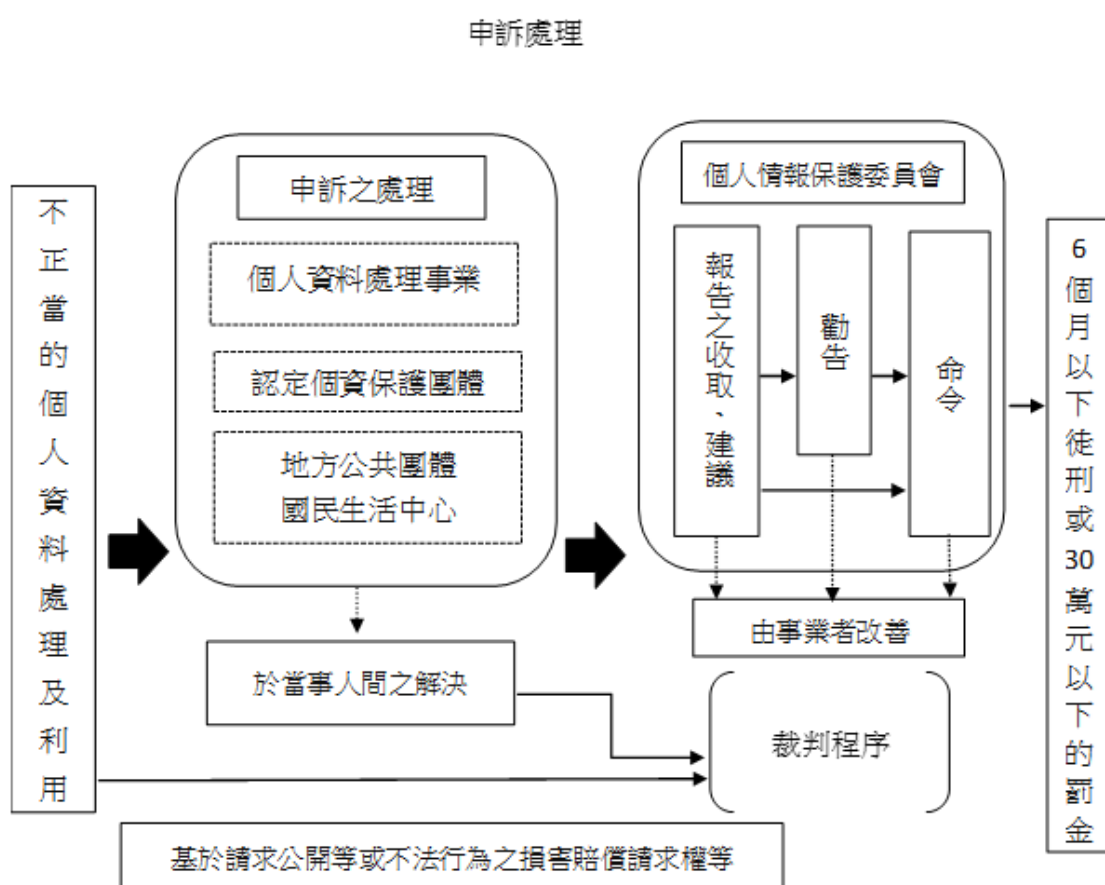 申訴處理
不正當的個人資料處理及利用
申訴之處理
個人資料處理事業
認定個資保護團體
地方公共團體
國民生活中心
於當事人間之解決
個人情報保護委員會
報告之收取、建議
勸告
命令
由事業者改善
裁判程序
6個月以下徒刑或30萬元以下的罰金
基於請求公開等或不法行為之損害賠償請求權等